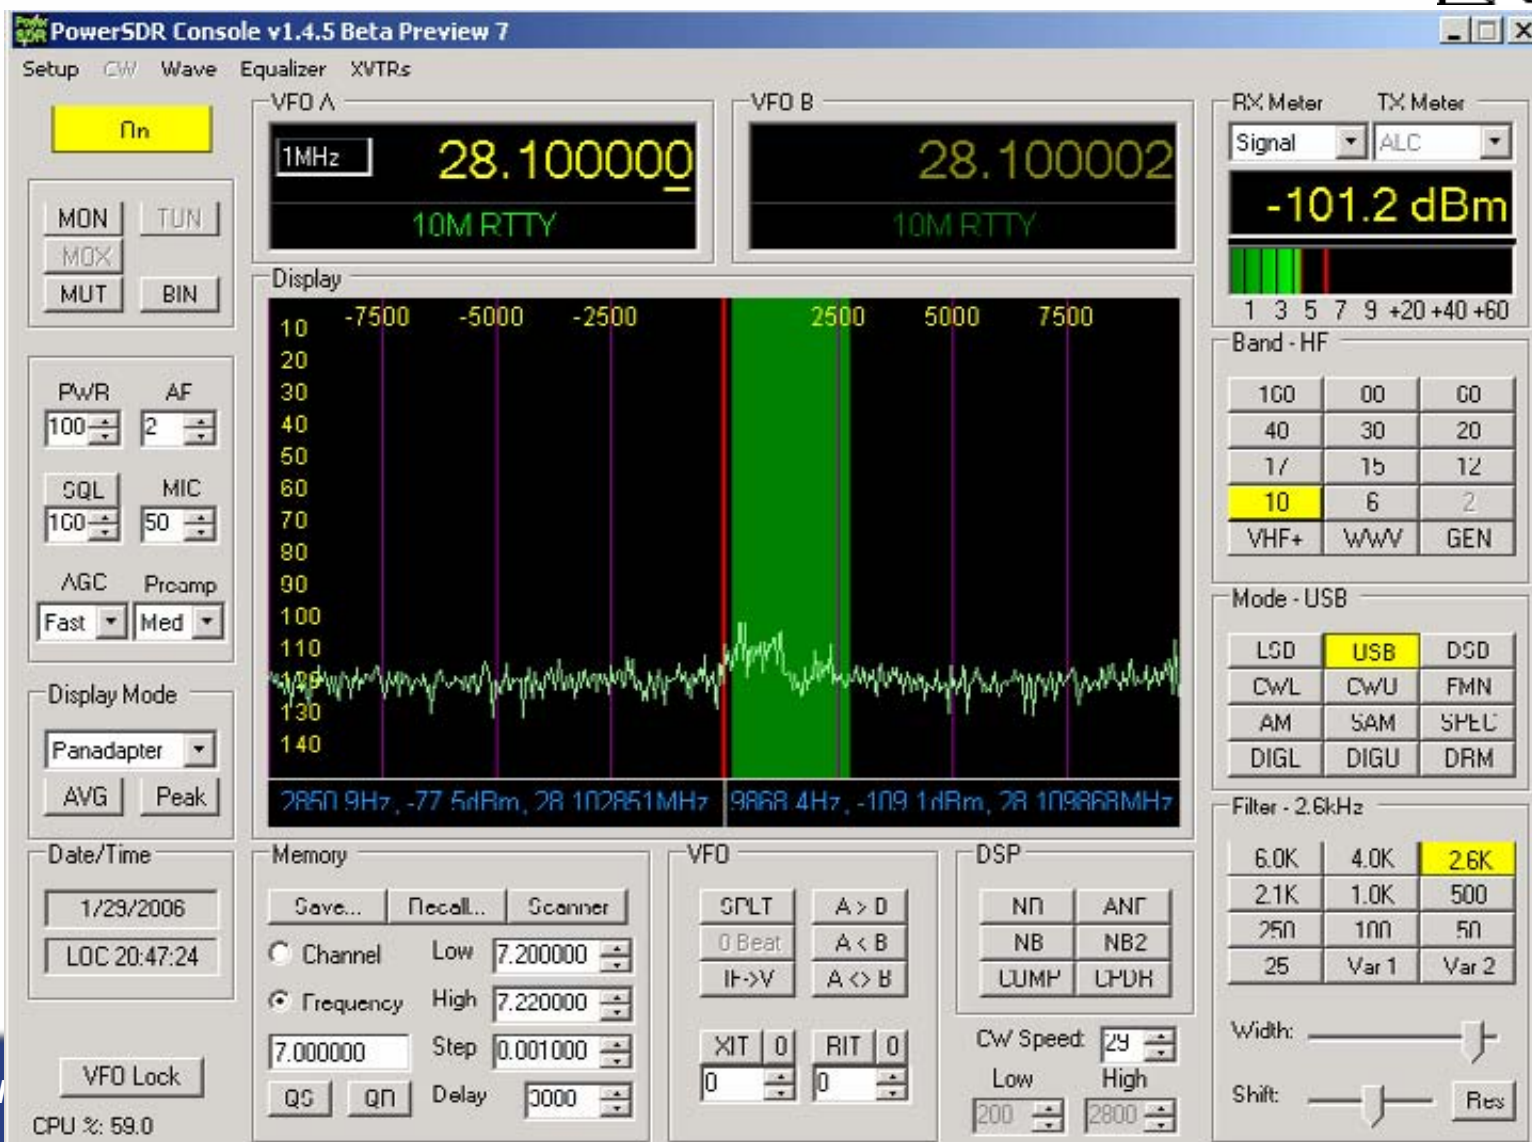 PowerSDR Console v1.4.5 Beta Preview 7
Setup CW Wave Equalizer XVTRs
On
MON TUN
MOX
MUT BIN
PWR AF
100 2
SQL MIC
160 50
AGC Preamp
Fast Med
Display Mode
Panadapter
AVG Peak
Date/Time
1/29/2006
LOC 20:47:24
VFO Lock
CPU %: 59.0
VFO A
1MHz 28.100000
10M RTTY
VFO B
28.100002
10M RTTY
Display
-7500 -5000 -2500 2500 5000 7500
10
20
30
40
50
60
70
80
90
100
110
120
130
140
2850.9Hz, -77.5dBm, 28.102851MHz 9868.4Hz, -109.1dBm, 28.109868MHz
Memory
Save... Recall... Scanner
Channel Low 7.200000
Frequency High 7.220000
7.000000 Step 0.001000
QS QR Delay
VFO
SPLT A > B
0 Beat A < B
IF->V A <> B
XIT 0 RIT 0
0 0
DSP
NR ANF
NB NB2
COMP CPDR
CW Speed: 29
Low High
200 2800
RX Meter TX Meter
Signal ALC
-101.2 dBm
1 3 5 7 9 +20 +40 +60
Band - HF
160 80 60
40 30 20
17 15 12
10 6 2
VHF+ WWV GEN
Mode - USB
LSB USB DSB
CWL CWU FMN
AM SAM SPEC
DIGL DIGU DRM
Filter - 2.6kHz
6.0K 4.0K 2.6K
2.1K 1.0K 500
250 100 50
25 Var 1 Var 2
Width:
Shift: Res